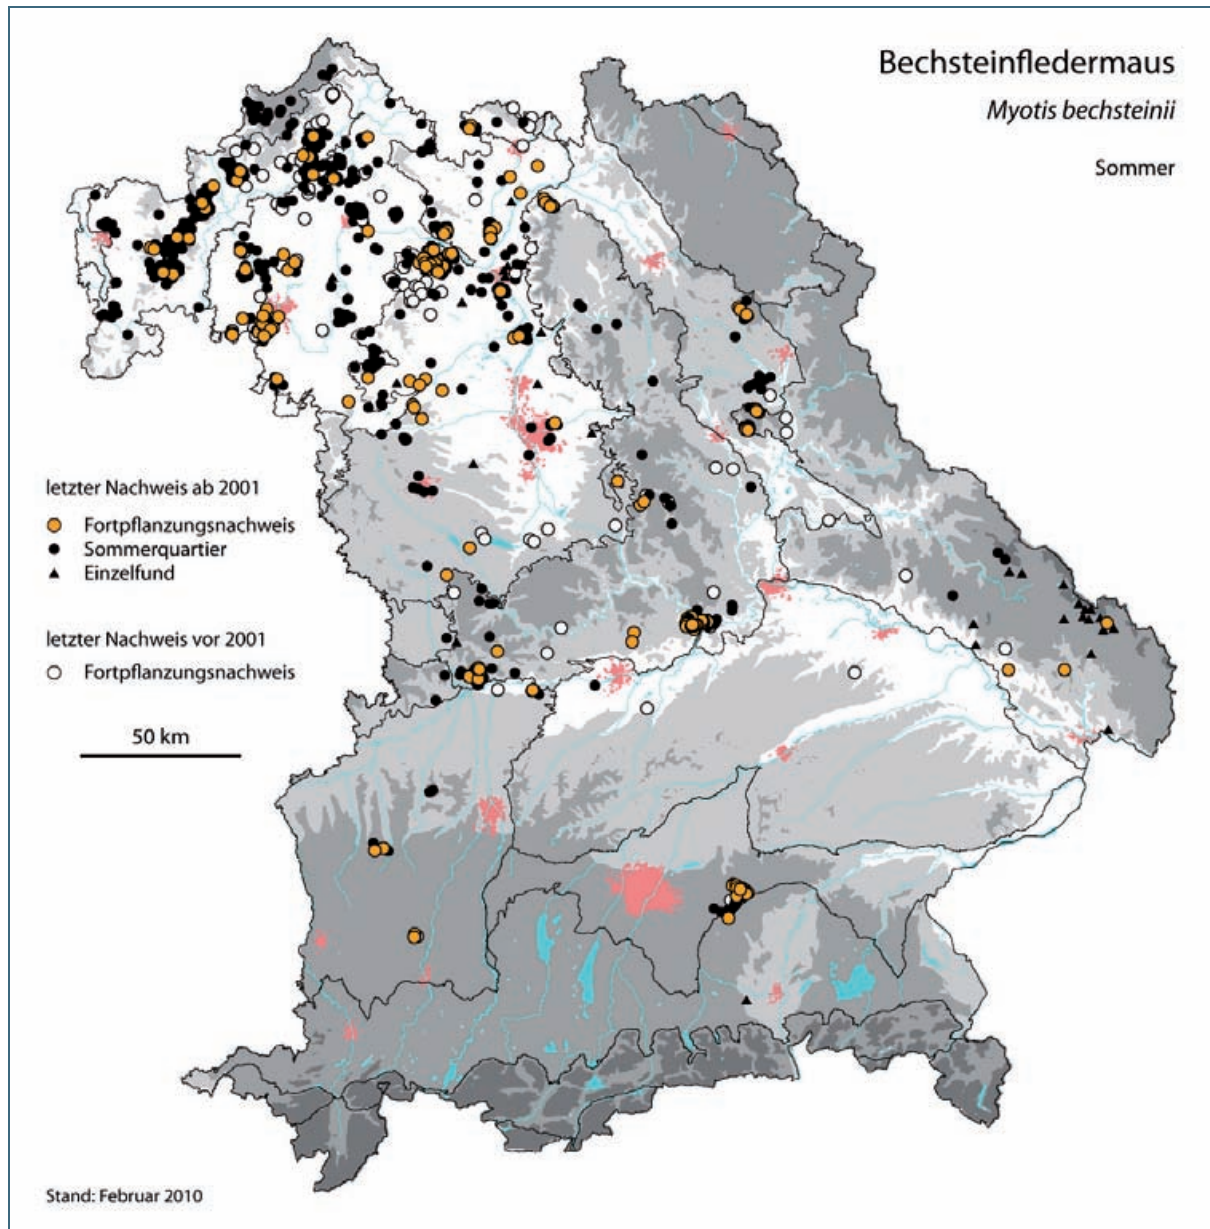 Bechsteinfledermaus
Myotis bechsteinii
Sommer
letzter Nachweis ab 2001
Fortpflanzungsnachweis
Sommerquartier
Einzelfund
letzter Nachweis vor 2001
Fortpflanzungsnachweis
50 km
Stand: Februar 2010